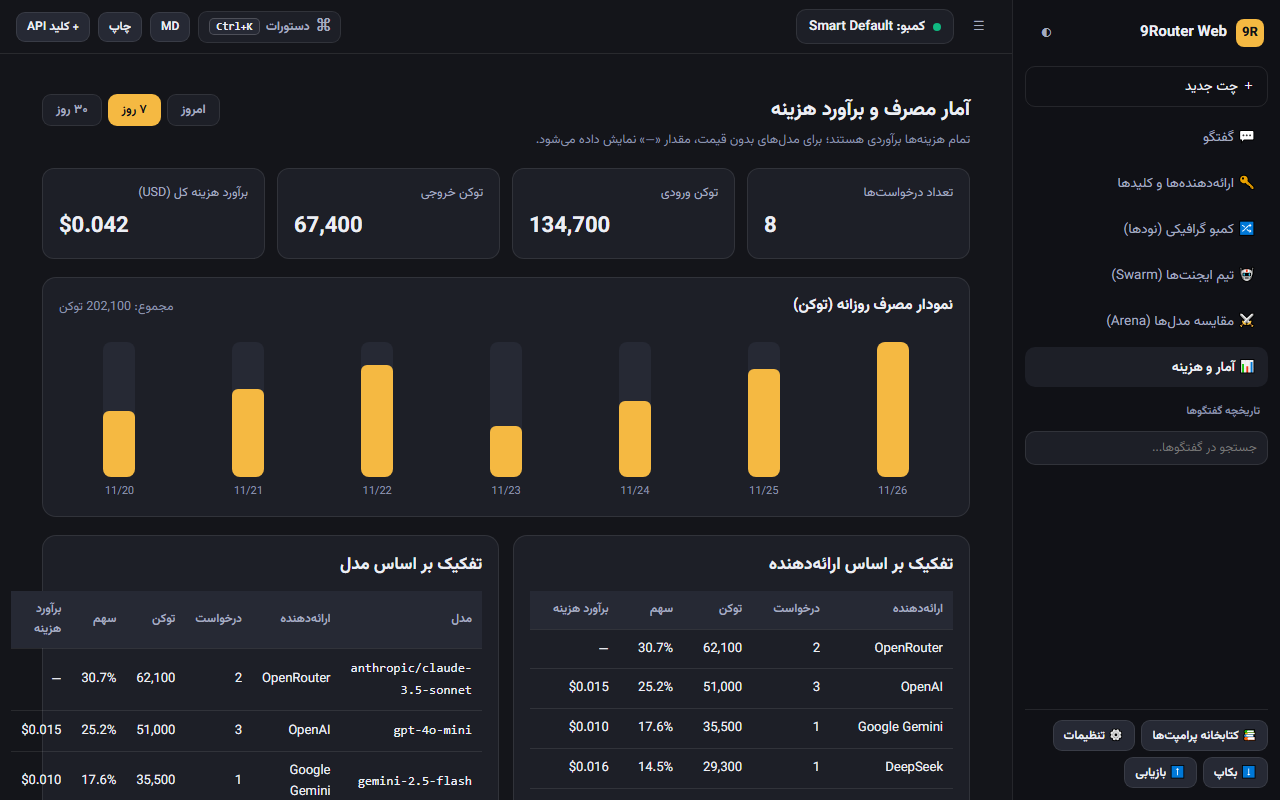 9R
9Router Web
+ چت جدید
گفتگو
ارائه‌دهنده‌ها و کلیدها
کمبو گرافیکی (نودها)
تیم ایجنت‌ها (Swarm)
مقایسه مدل‌ها (Arena)
آمار و هزینه
تاریخچه گفتگوها
جستجو در گفتگوها...
کتابخانه پرامپت‌ها
تنظیمات
بکاپ
بازیابی
کمبو: Smart Default
⌘ دستورات Ctrl+K
MD
چاپ
+ کلید API
آمار مصرف و برآورد هزینه
تمام هزینه‌ها برآوردی هستند؛ برای مدل‌های بدون قیمت، مقدار «—» نمایش داده می‌شود.
امروز
۷ روز
۳۰ روز
تعداد درخواست‌ها
8
توکن ورودی
134,700
توکن خروجی
67,400
برآورد هزینه کل (USD)
$0.042
نمودار مصرف روزانه (توکن)
مجموع: 202,100 توکن
11/26
11/25
11/24
11/23
11/22
11/21
11/20
تفکیک بر اساس ارائه‌دهنده
ارائه‌دهنده درخواست توکن سهم برآورد هزینه
OpenRouter 2 62,100 30.7% —
OpenAI 3 51,000 25.2% $0.015
Google Gemini 1 35,500 17.6% $0.010
DeepSeek 1 29,300 14.5% $0.016
تفکیک بر اساس مدل
مدل ارائه‌دهنده درخواست توکن سهم برآورد
هزینه
anthropic/claude-
3.5-sonnet OpenRouter 2 62,100 30.7% —
gpt-4o-mini OpenAI 3 51,000 25.2% $0.015
gemini-2.5-flash Google
Gemini 1 35,500 17.6% $0.010